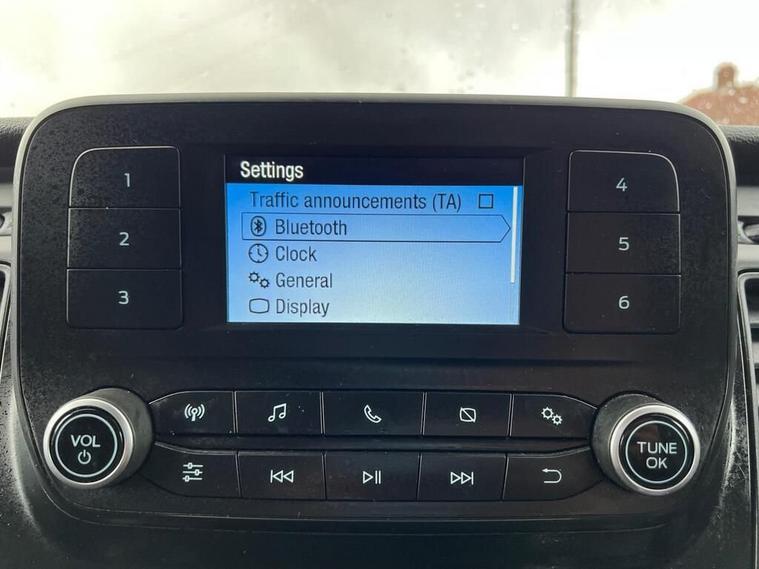 Settings
Traffic announcements (TA)
Bluetooth
Clock
General
Display
1
2
3
4
5
6
VOL
TUNE
OK